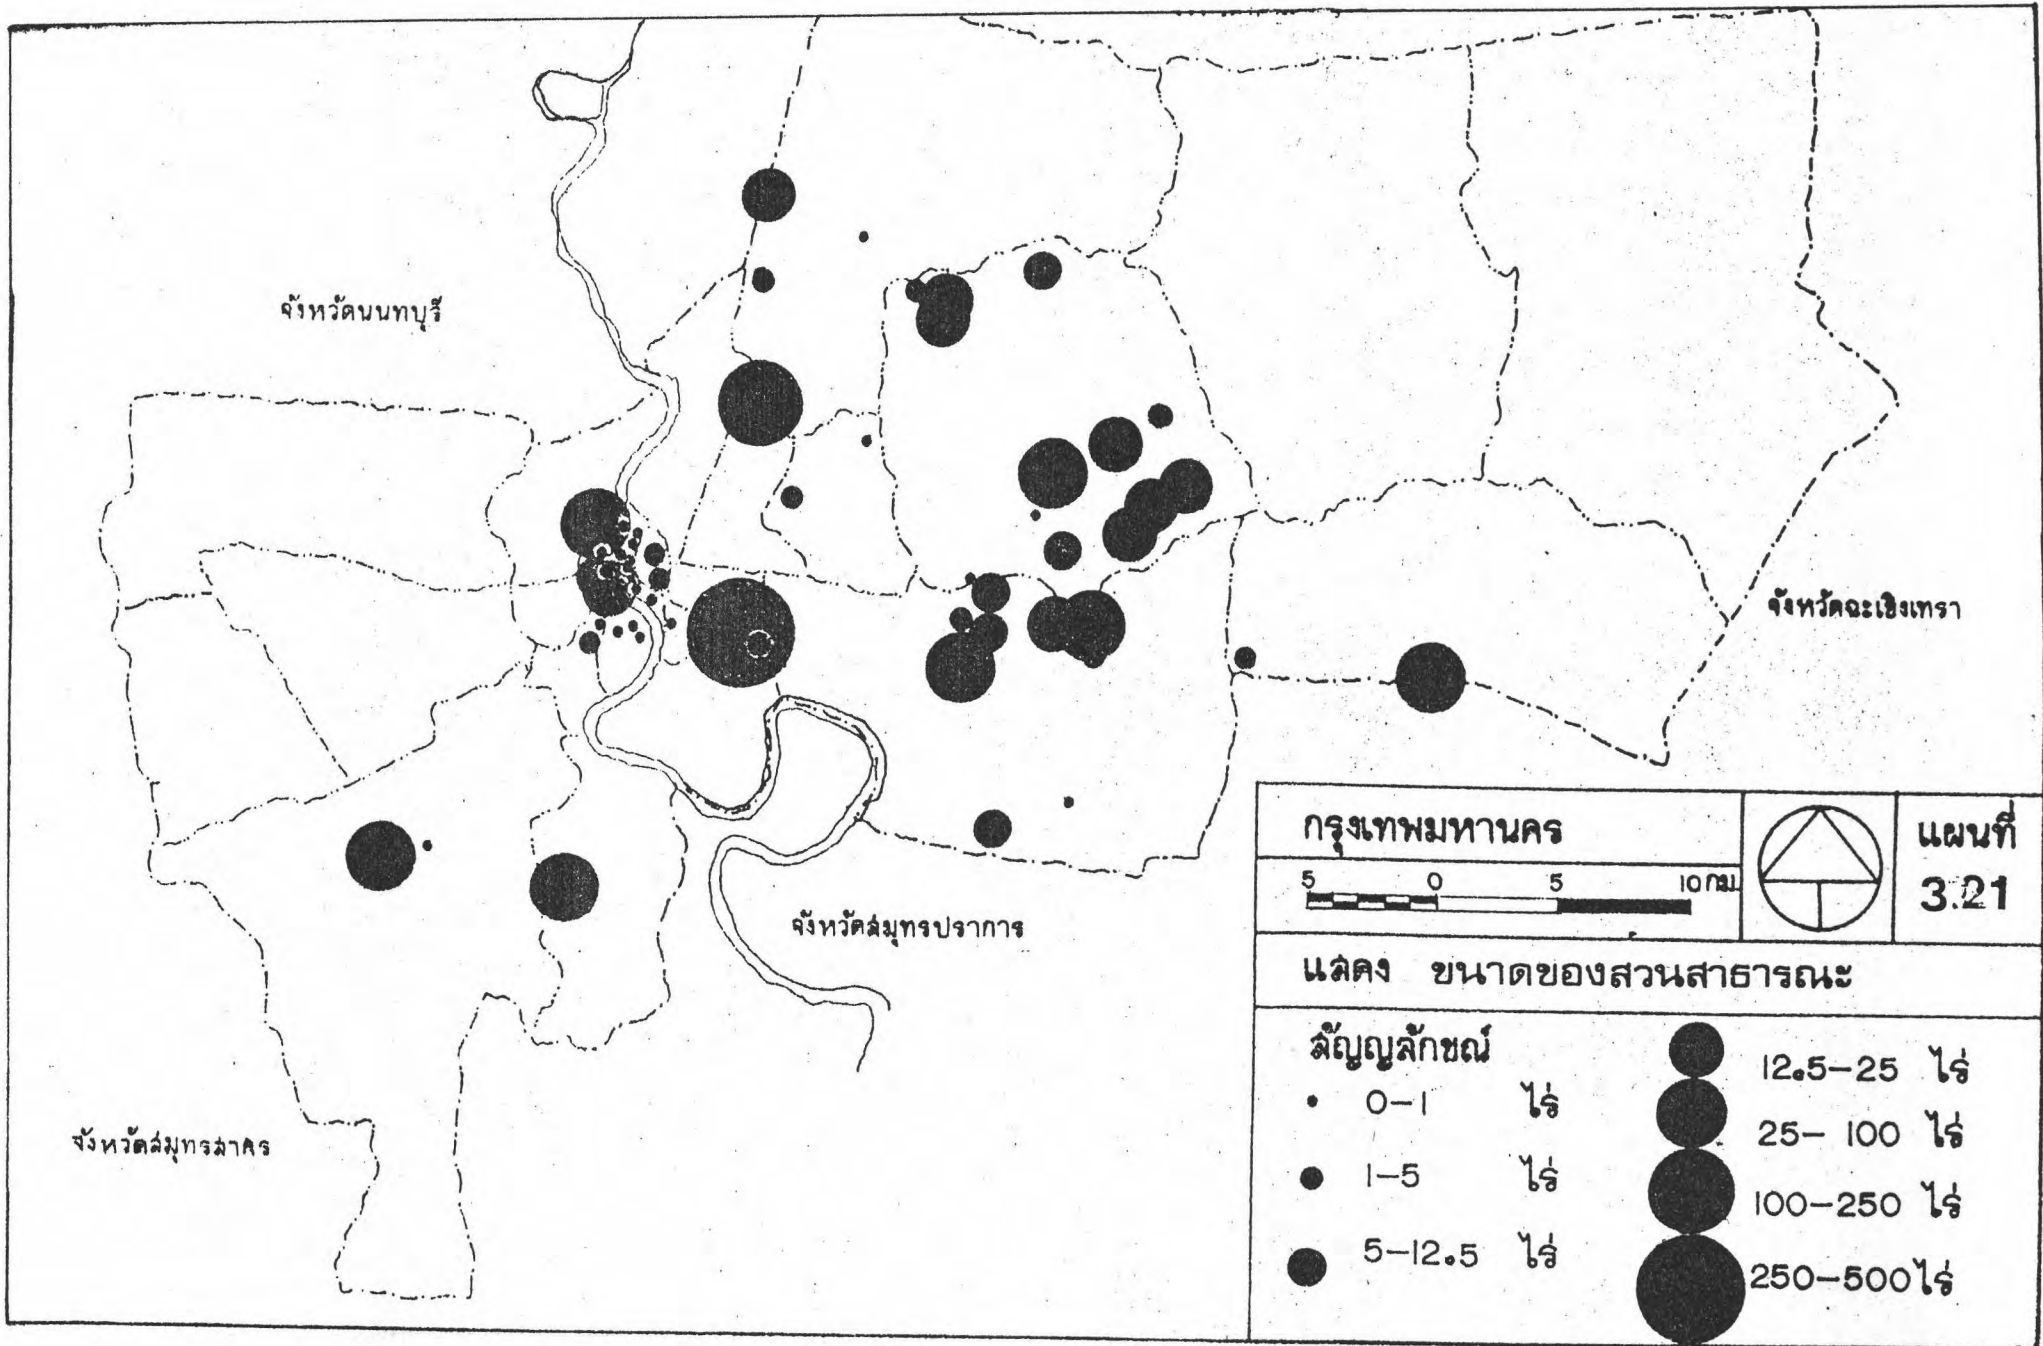 จังหวัดนนทบุรี
จังหวัดฉะเชิงเทรา
จังหวัดสมุทรปราการ
จังหวัดสมุทรสาคร
กรุงเทพมหานคร
5 0 5 10 กม.
แผนที่
3.21
แสดง ขนาดของสวนสาธารณะ
สัญญลักษณ์
0-1 ไร่
1-5 ไร่
5-12.5 ไร่
12.5-25 ไร่
25-100 ไร่
100-250 ไร่
250-500 ไร่